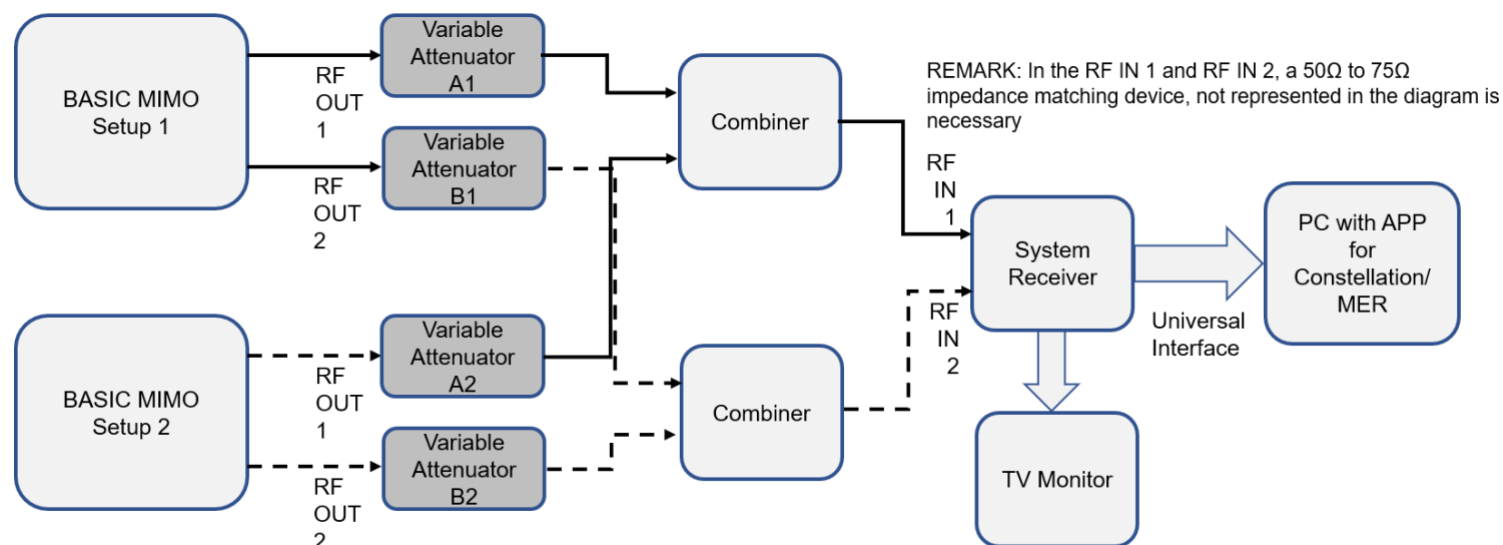 BASIC MIMO
Setup 1
RF
OUT
1
RF
OUT
2
Variable
Attenuator
A1
Variable
Attenuator
B1
Combiner
REMARK: In the RF IN 1 and RF IN 2, a 50Ω to 75Ω
impedance matching device, not represented in the diagram is
necessary
RF
IN
1
System
Receiver
PC with APP
for
Constellation/
MER
Universal
Interface
BASIC MIMO
Setup 2
RF
OUT
1
RF
OUT
2
Variable
Attenuator
A2
Variable
Attenuator
B2
Combiner
RF
IN
2
TV Monitor